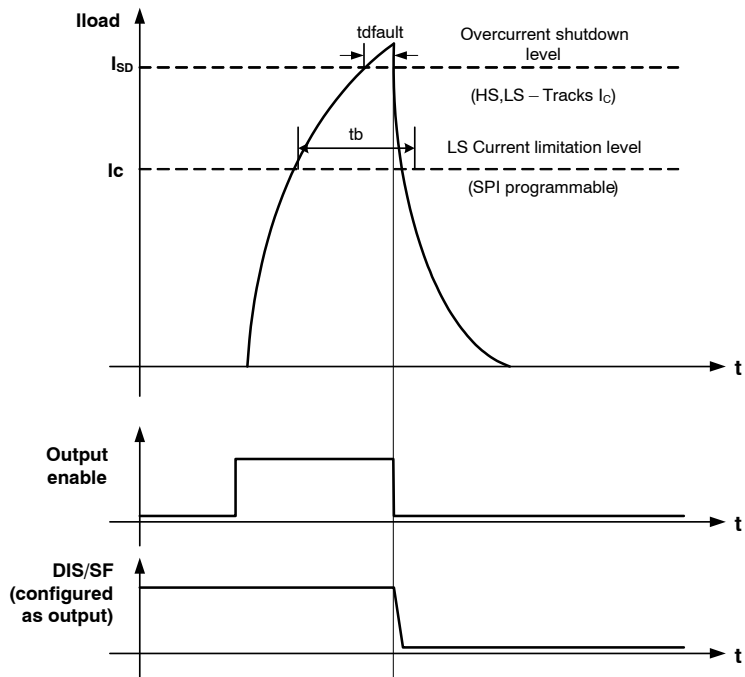 Iload
tdfault
Overcurrent shutdown
level
ISD
(HS,LS – Tracks IC)
tb
LS Current limitation level
Ic
(SPI programmable)
t
Output
enable
t
DIS/SF
(configured
as output)
t